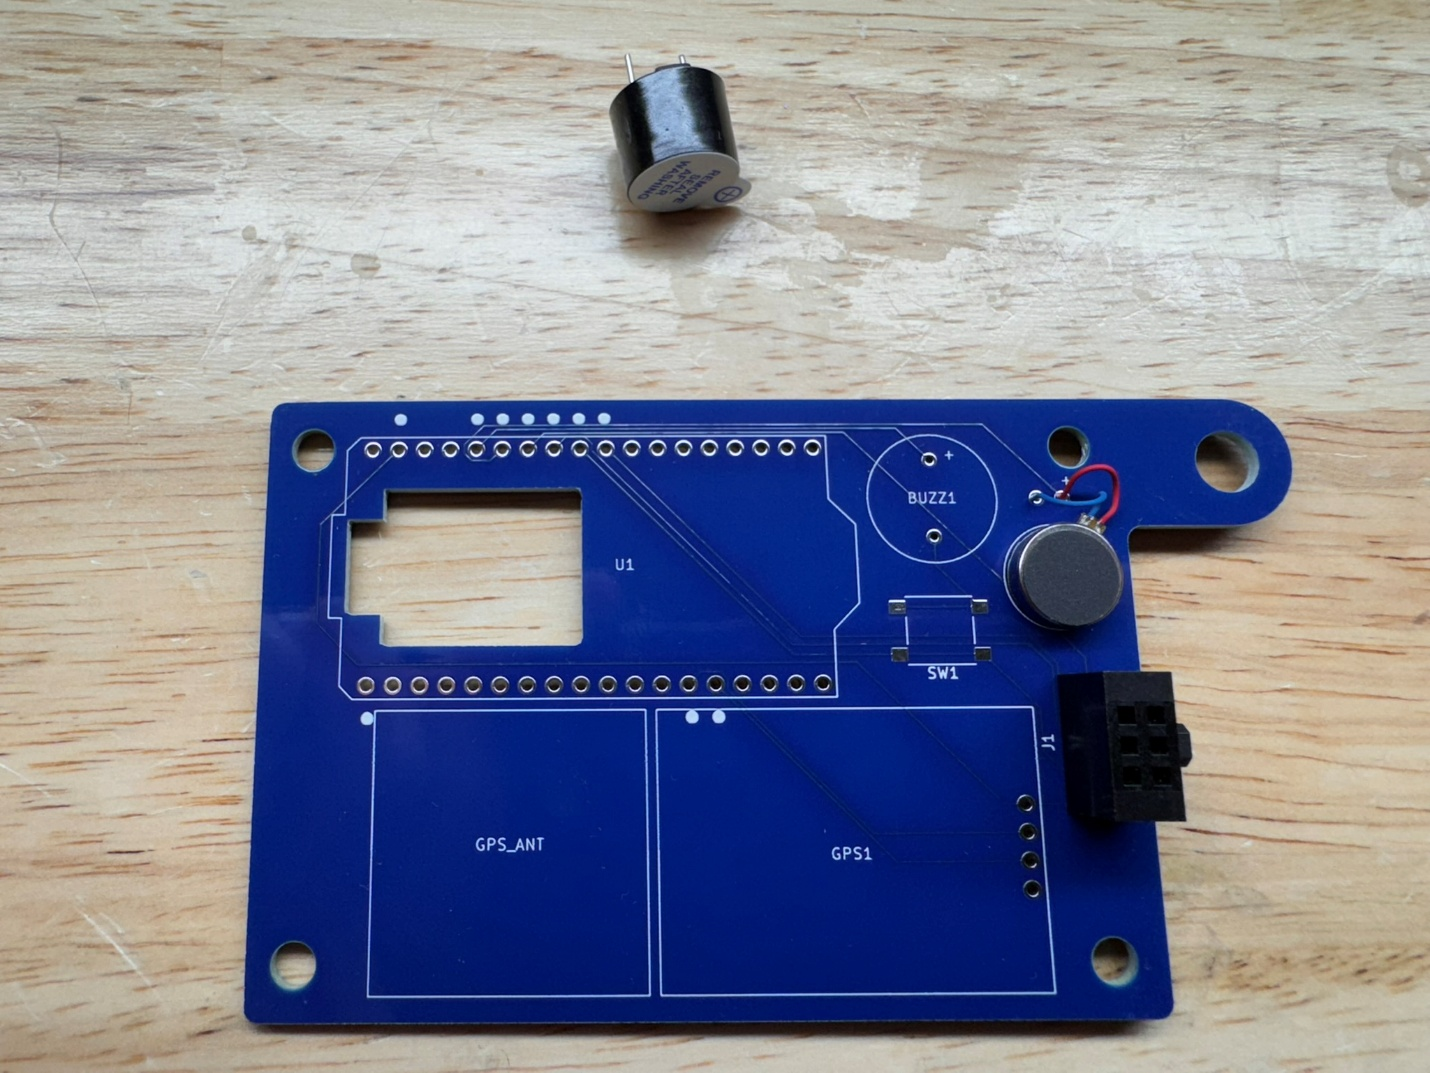 REMOVE
SEAL
AFTER
WASHING
+
BUZZ1
+
U1
SW1
J1
GPS_ANT
GPS1